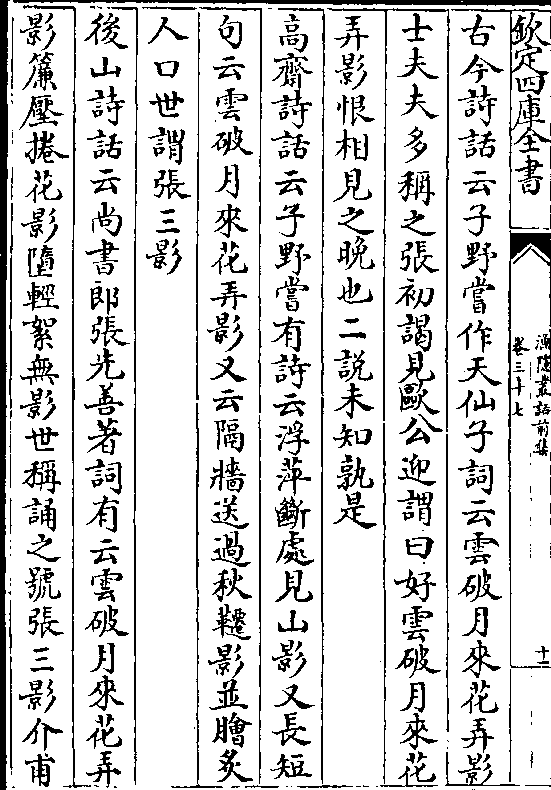 欽定四庫全書
漁隱叢話前集
卷三十七
十一
古今詩話云子野嘗作天仙子詞云雲破月來花弄影
士夫夫多稱之張初謁見歐公迎謂曰好雲破月來花
弄影恨相見之晚也二說未知孰是
高齋詩話云子野嘗有詩云浮萍斷處見山影又長短
句云雲破月來花弄影又云隔牆送過秋韆影並膾炙
人口世謂張三影
後山詩話云尚書郎張先善著詞有云雲破月來花弄
影簾壓捲花影墮輕絮無影世稱誦之號張三影介甫